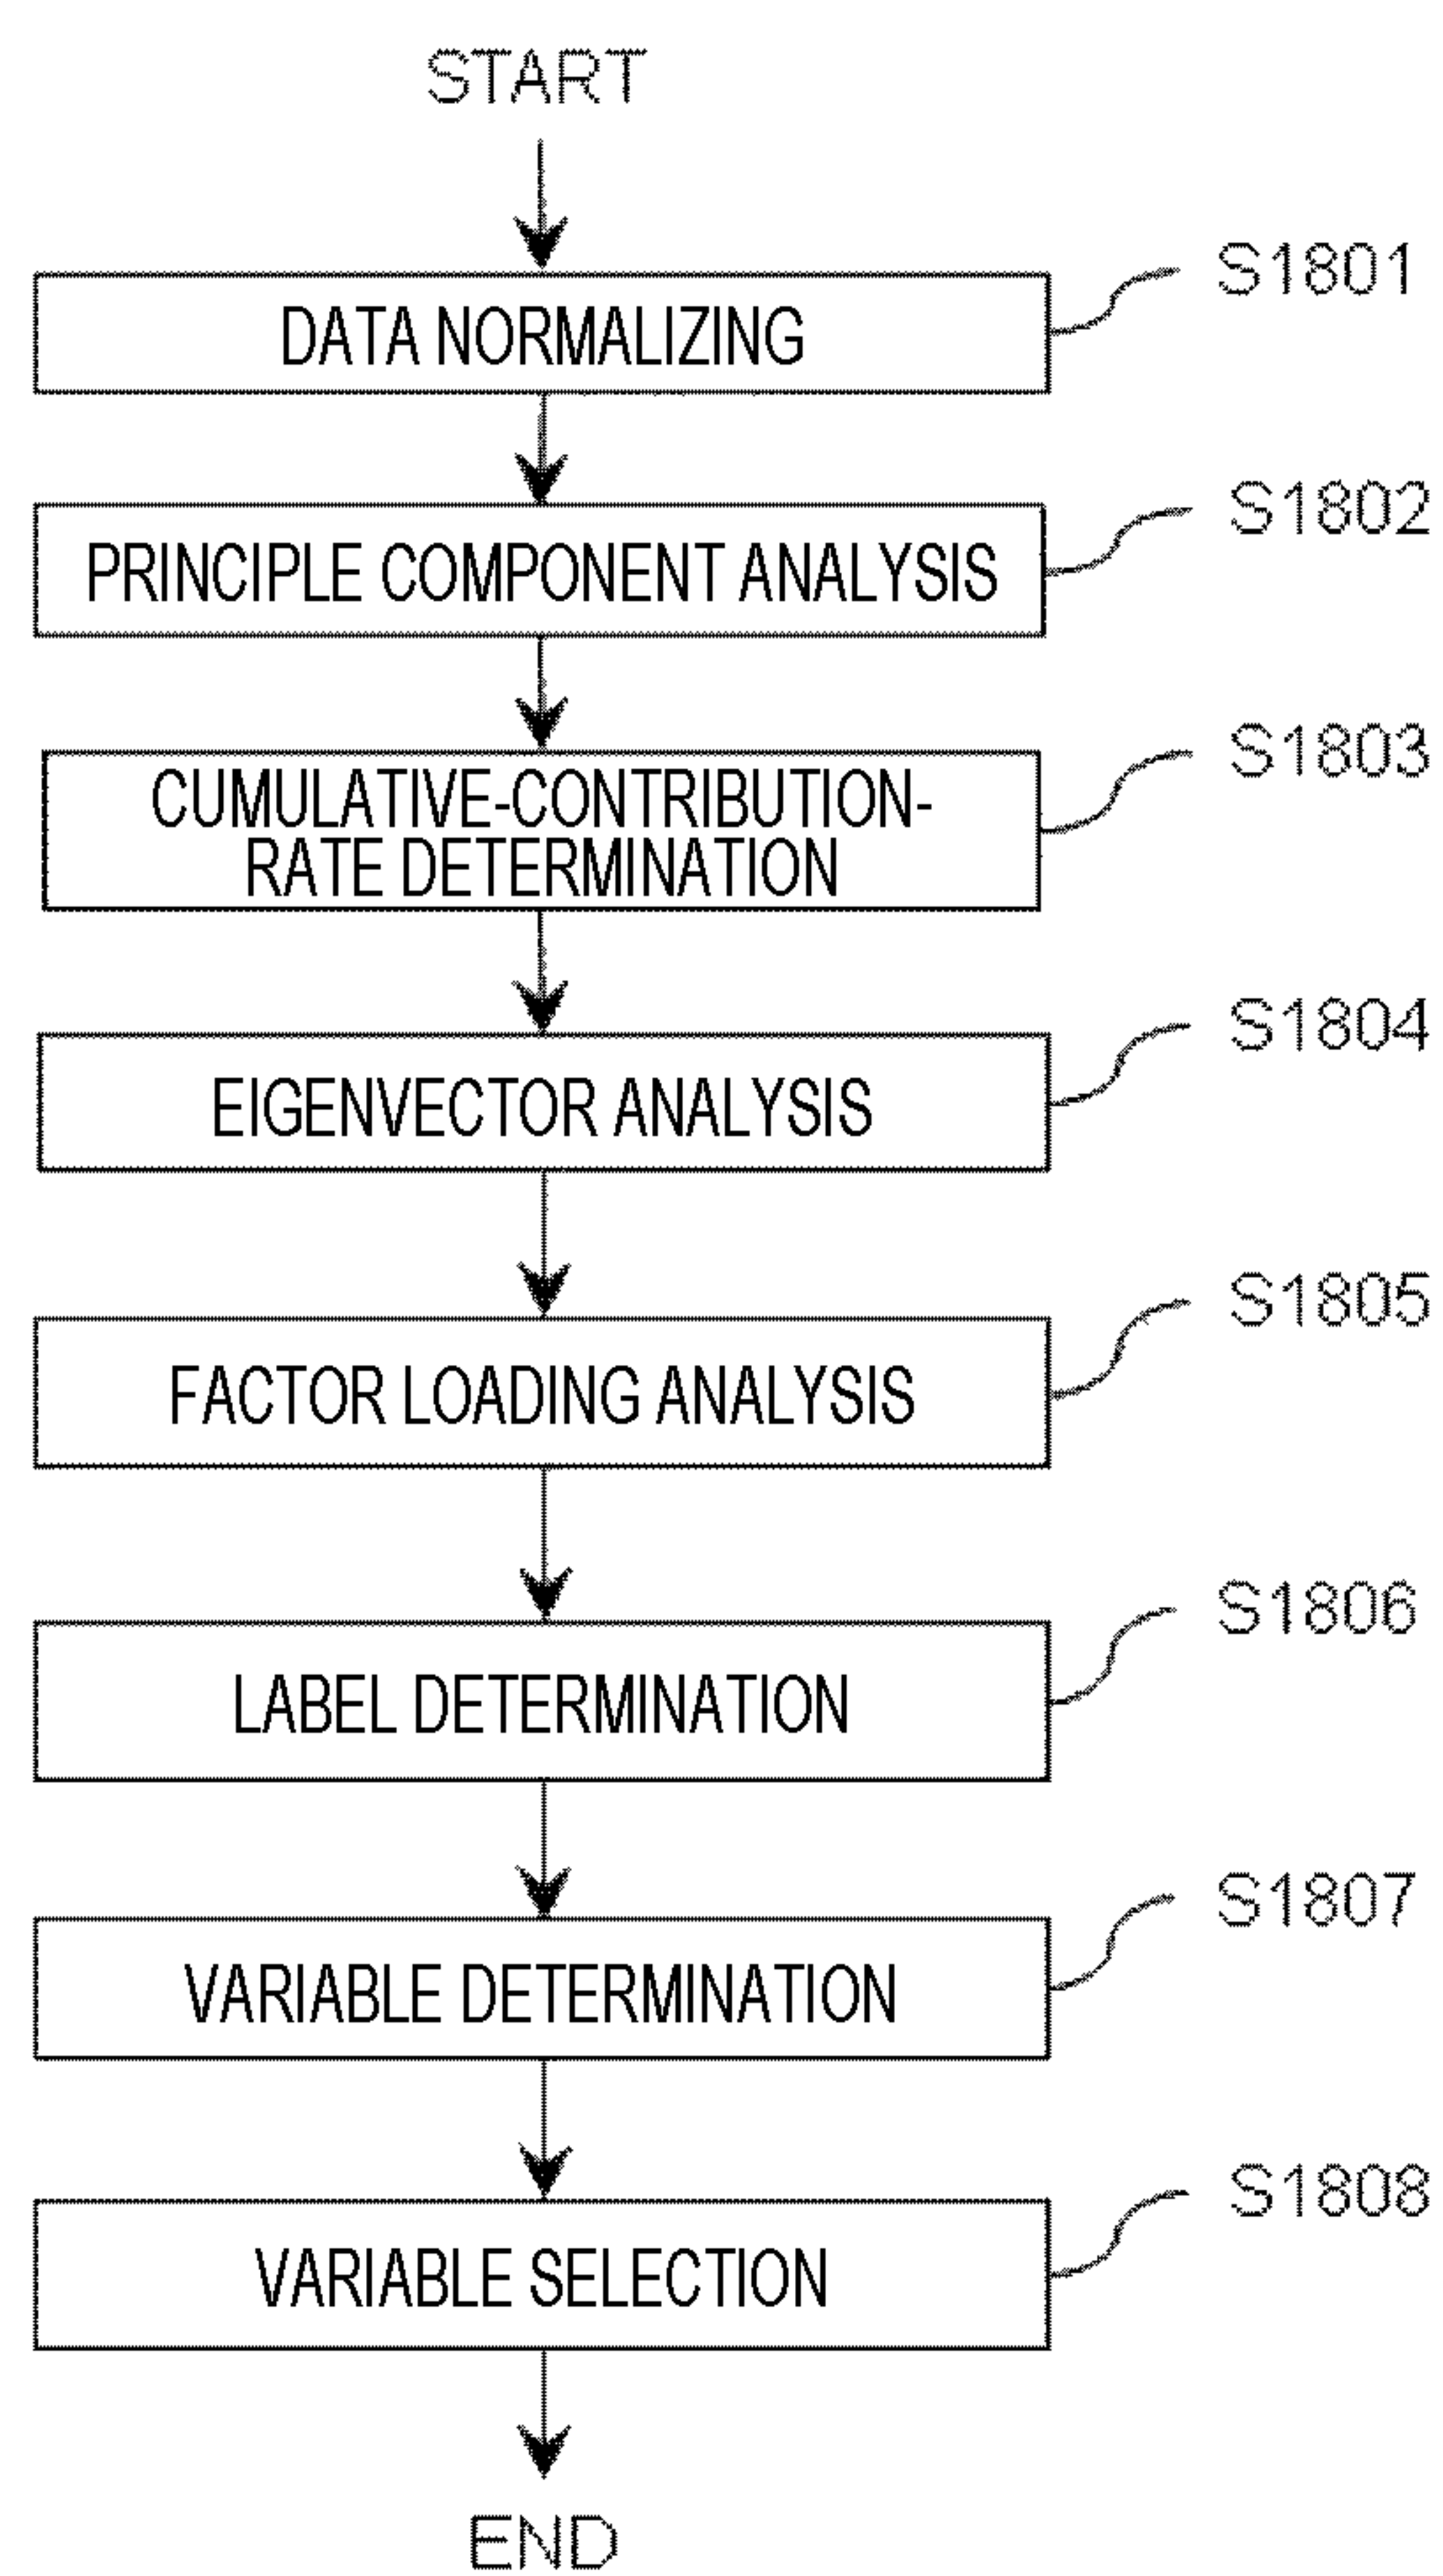 START
DATA NORMALIZING
S1801
PRINCIPLE COMPONENT ANALYSIS
S1802
CUMULATIVE-CONTRIBUTION-
RATE DETERMINATION
S1803
EIGENVECTOR ANALYSIS
S1804
FACTOR LOADING ANALYSIS
S1805
LABEL DETERMINATION
S1806
VARIABLE DETERMINATION
S1807
VARIABLE SELECTION
S1808
END